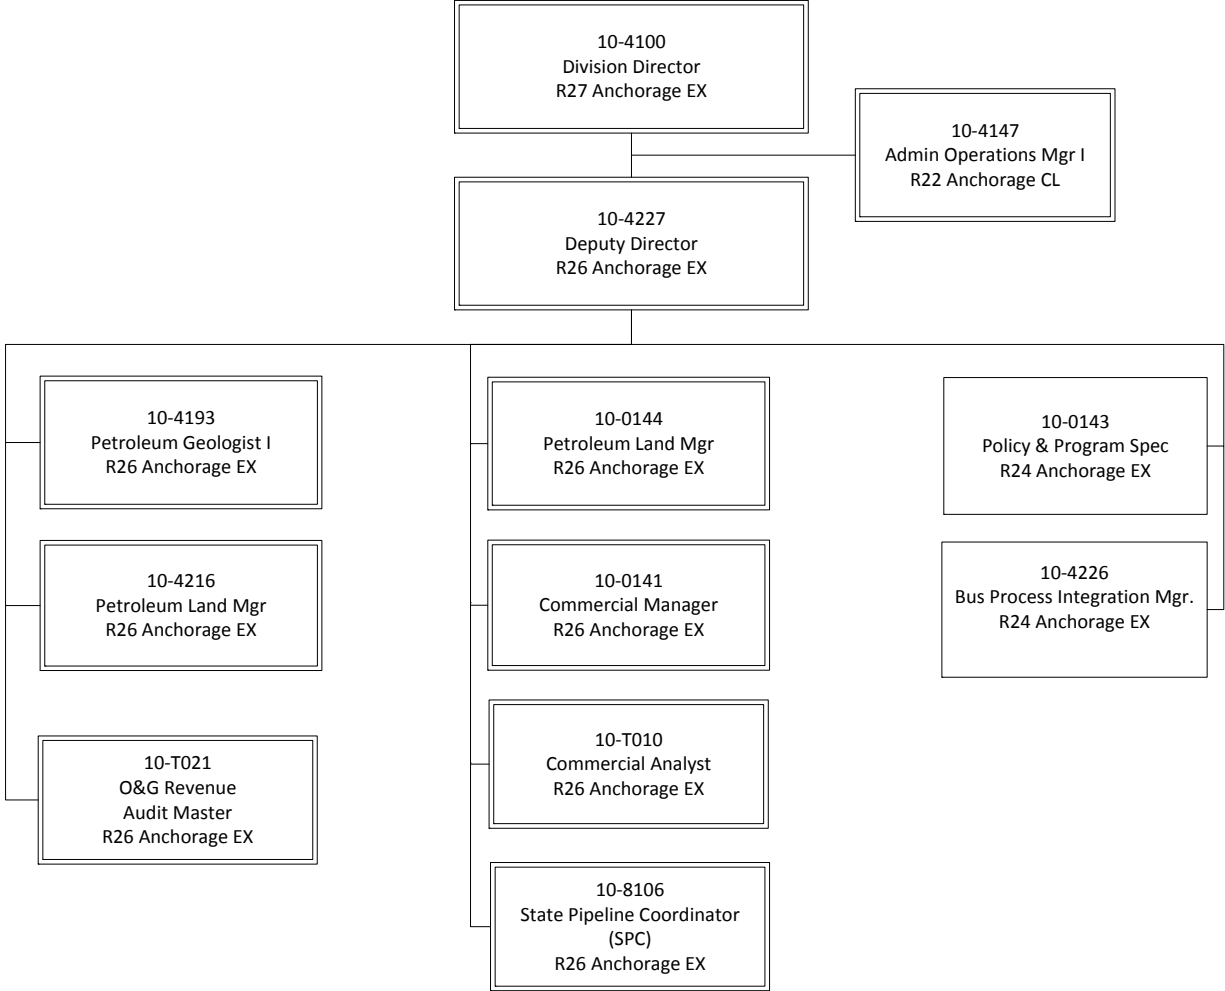 10-4100
Division Director
R27 Anchorage EX
10-4147
Admin Operations Mgr I
R22 Anchorage CL
10-4227
Deputy Director
R26 Anchorage EX
10-4193
Petroleum Geologist I
R26 Anchorage EX
10-4216
Petroleum Land Mgr
R26 Anchorage EX
10-T021
O&G Revenue
Audit Master
R26 Anchorage EX
10-0144
Petroleum Land Mgr
R26 Anchorage EX
10-0141
Commercial Manager
R26 Anchorage EX
10-T010
Commercial Analyst
R26 Anchorage EX
10-8106
State Pipeline Coordinator
(SPC)
R26 Anchorage EX
10-0143
Policy & Program Spec
R24 Anchorage EX
10-4226
Bus Process Integration Mgr.
R24 Anchorage EX